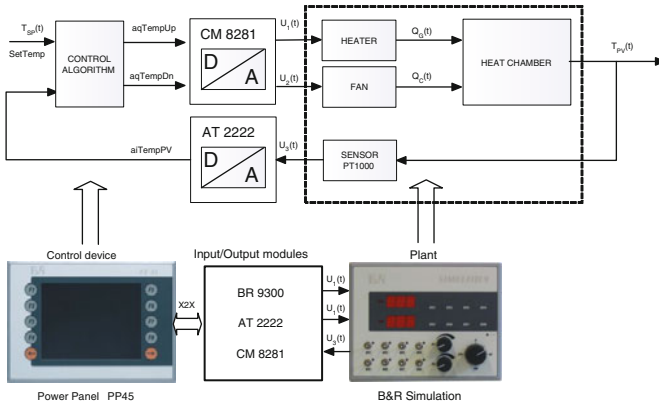 T_SP(t)
SetTemp
CONTROL
ALGORITHM
aqTempUp
aqTempDn
CM 8281
D
A
U_1(t)
U_2(t)
HEATER
FAN
Q_G(t)
Q_C(t)
HEAT CHAMBER
T_PV(t)
aiTempPV
AT 2222
D
A
U_3(t)
SENSOR
PT1000
Control device
Input/Output modules
Plant
X2X
BR 9300
AT 2222
CM 8281
U_1(t)
U_1(t)
U_3(t)
Power Panel PP45
B&R Simulation